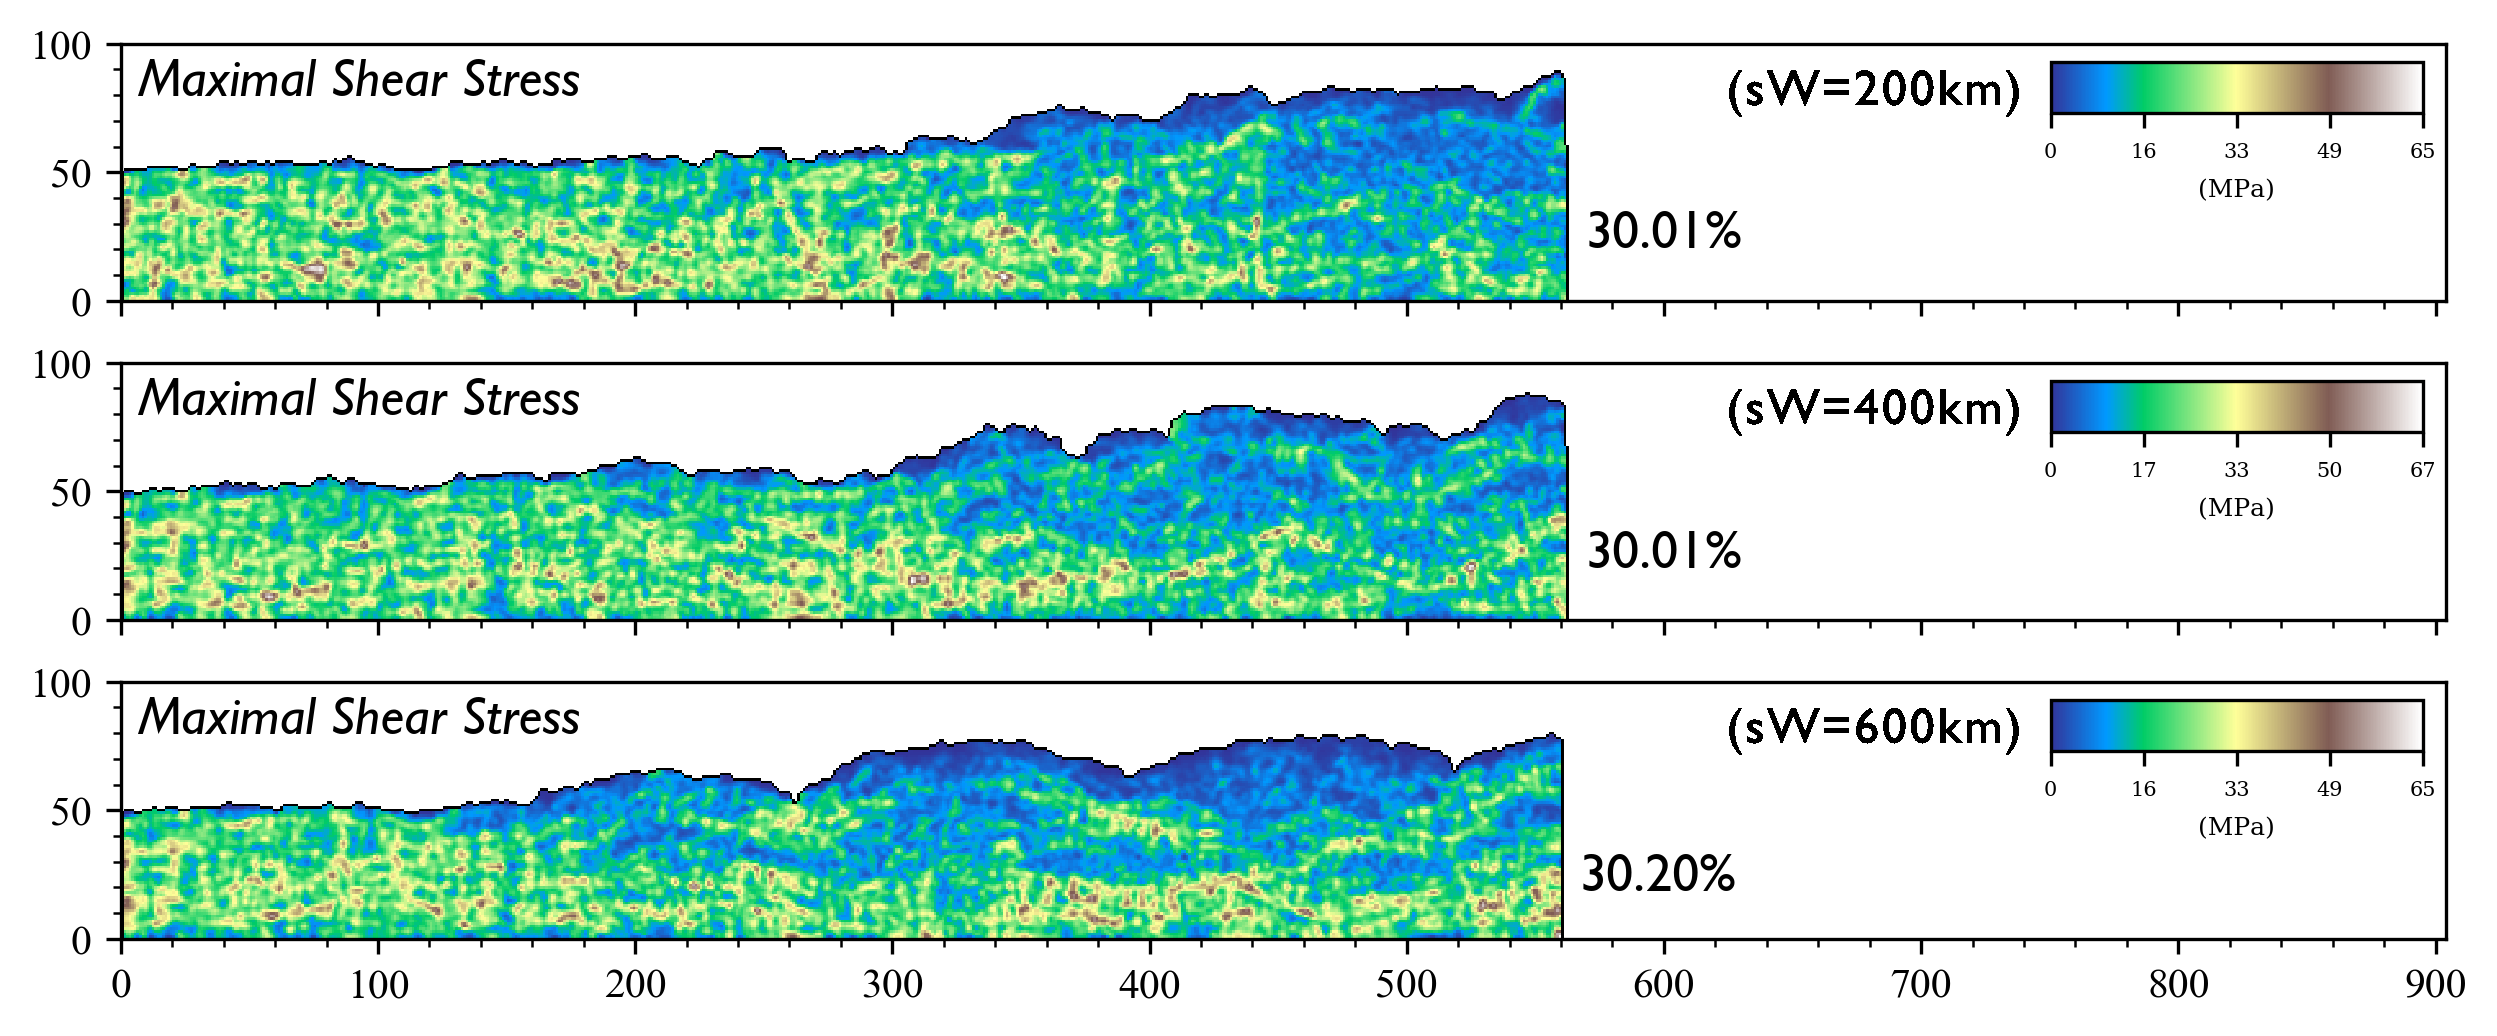 100
50
0
Maximal Shear Stress
(sW=200km)
0 16 33 49 65
(MPa)
30.01%
100
50
0
Maximal Shear Stress
(sW=400km)
0 17 33 50 67
(MPa)
30.01%
100
50
0
Maximal Shear Stress
(sW=600km)
0 16 33 49 65
(MPa)
30.20%
0 100 200 300 400 500 600 700 800 900